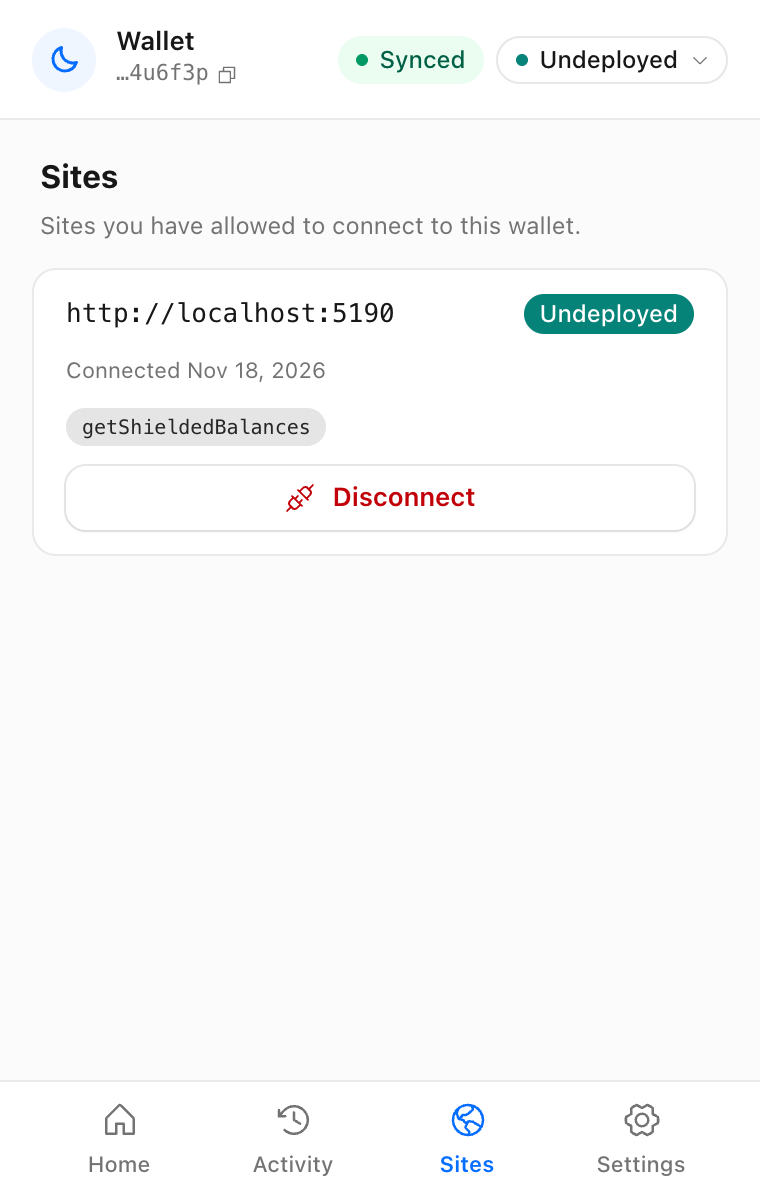 Wallet
…4u6f3p
Synced
Undeployed
Sites
Sites you have allowed to connect to this wallet.
http://localhost:5190
Undeployed
Connected Nov 18, 2026
getShieldedBalances
Disconnect
Home
Activity
Sites
Settings